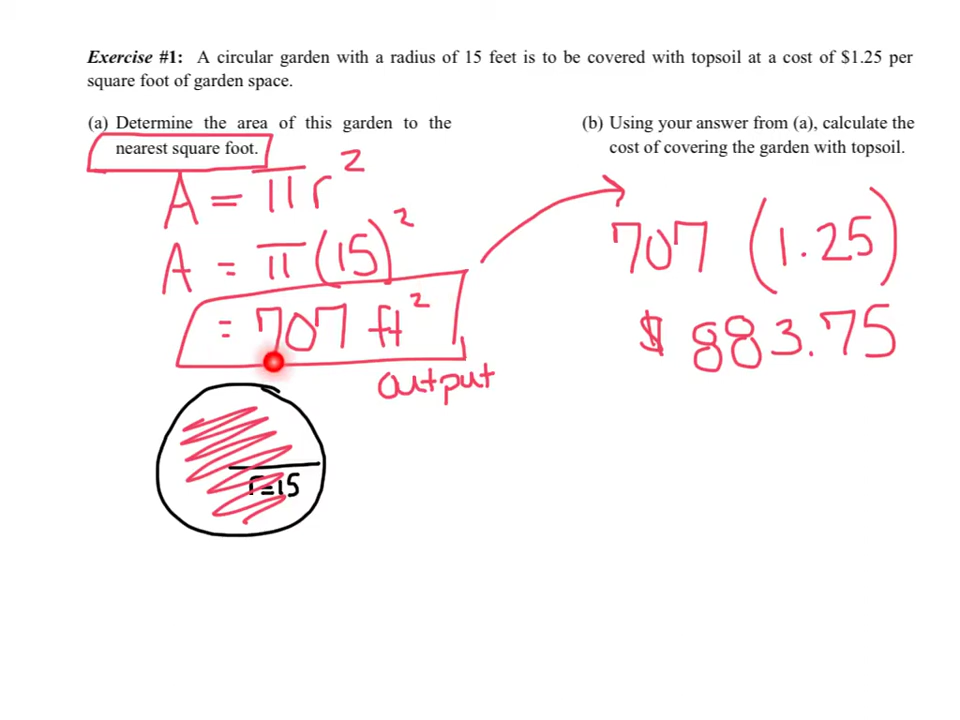 Exercise #1: A circular garden with a radius of 15 feet is to be covered with topsoil at a cost of $1.25 per
square foot of garden space.
(a) Determine the area of this garden to the
nearest square foot.
A = πr²
A = π(15)²
= 707 ft²
output
r=15
(b) Using your answer from (a), calculate the
cost of covering the garden with topsoil.
707 (1.25)
$ 883.75